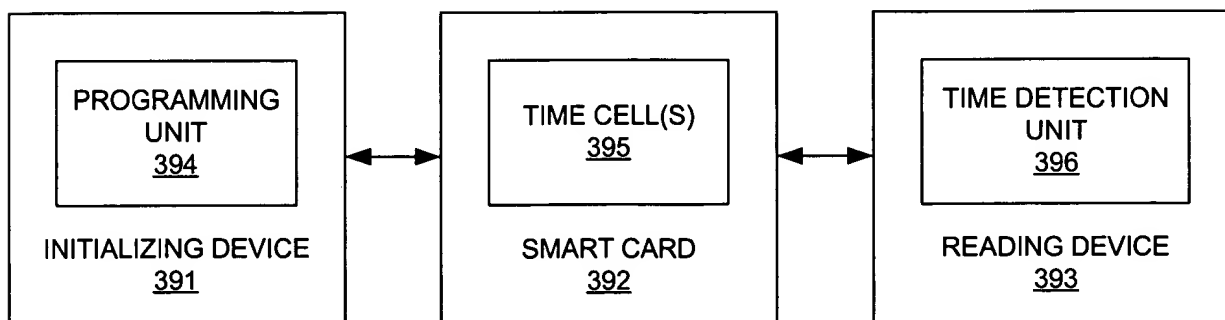 PROGRAMMING
UNIT
394
INITIALIZING DEVICE
391
TIME CELL(S)
395
SMART CARD
392
TIME DETECTION
UNIT
396
READING DEVICE
393